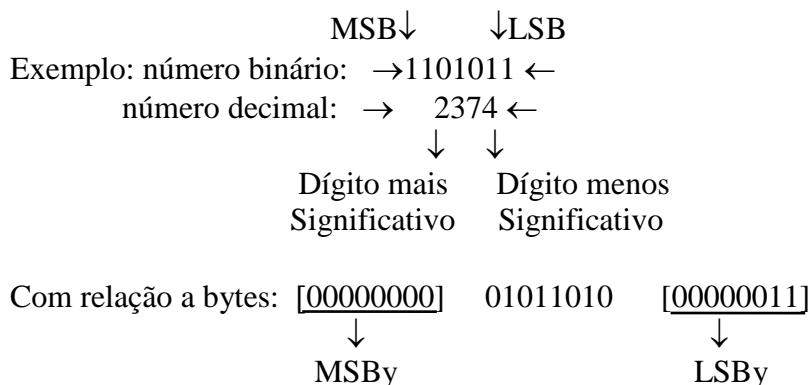 MSB↓ ↓LSB
Exemplo: número binário: →1101011 ←
número decimal: → 2374 ←
↓ ↓
Dígito mais Dígito menos
Significativo Significativo
Com relação a bytes: [00000000] 01011010 [00000011]
↓ ↓
MSBy LSBy